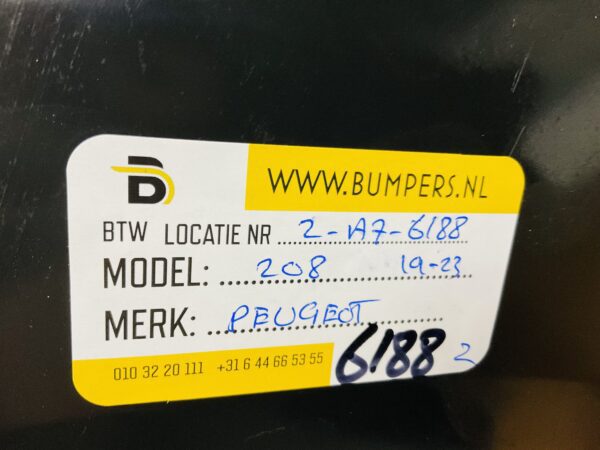 B
WWW.BUMPERS.NL
BTW LOCATIE NR 2-A7-6188
MODEL: 208 19-23
MERK: PEUGEOT
010 32 20 111 +31 6 44 66 53 55 6188 2